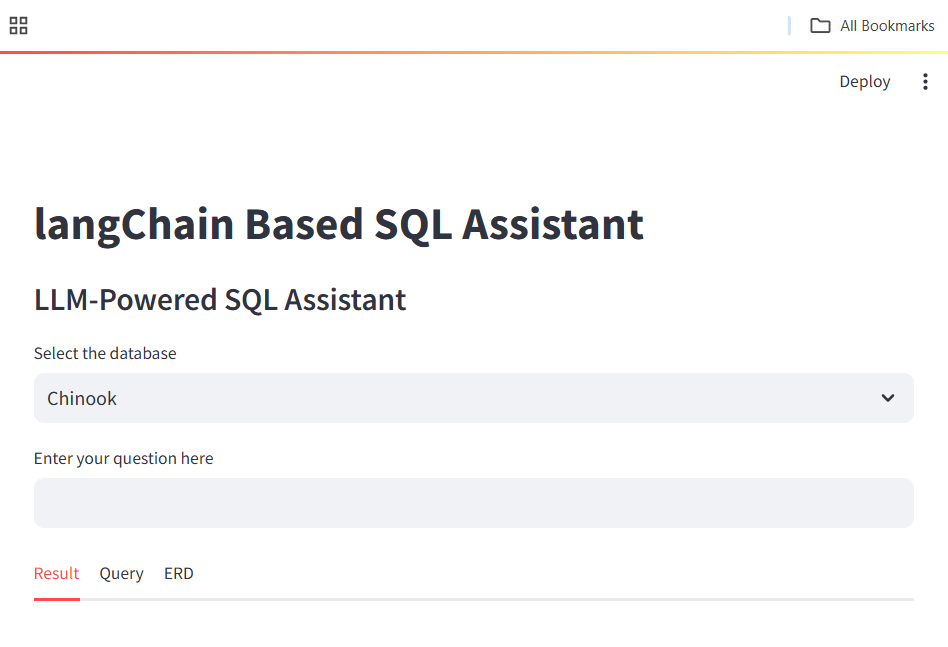 All Bookmarks
Deploy
langChain Based SQL Assistant
LLM-Powered SQL Assistant
Select the database
Chinook
Enter your question here
Result Query ERD